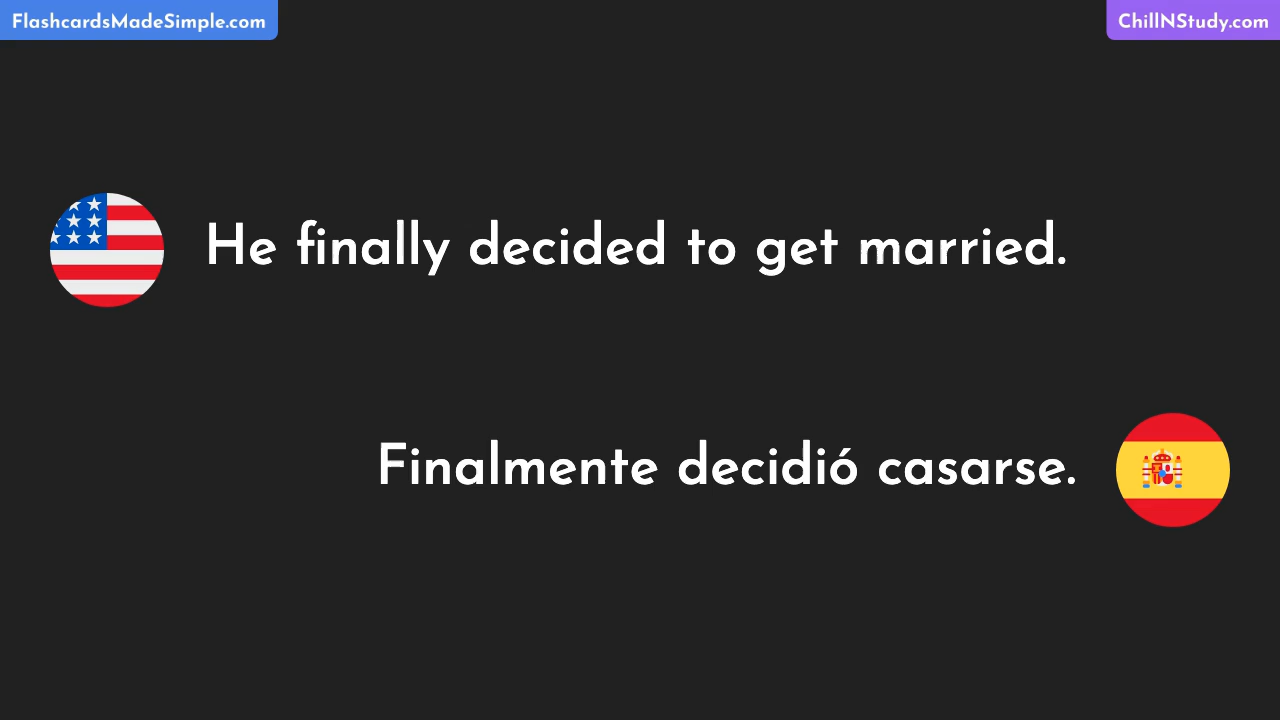 FlashcardsMadeSimple.com
ChillNStudy.com
He finally decided to get married.
Finalmente decidió casarse.